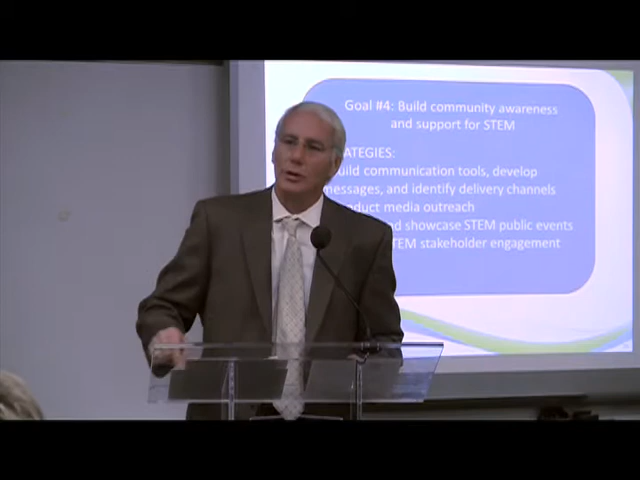 Goal #4: Build community awareness
and support for STEM
ATEGIES:
uild communication tools, develop
messages, and identify delivery channels
nduct media outreach
nd showcase STEM public events
TEM stakeholder engagement